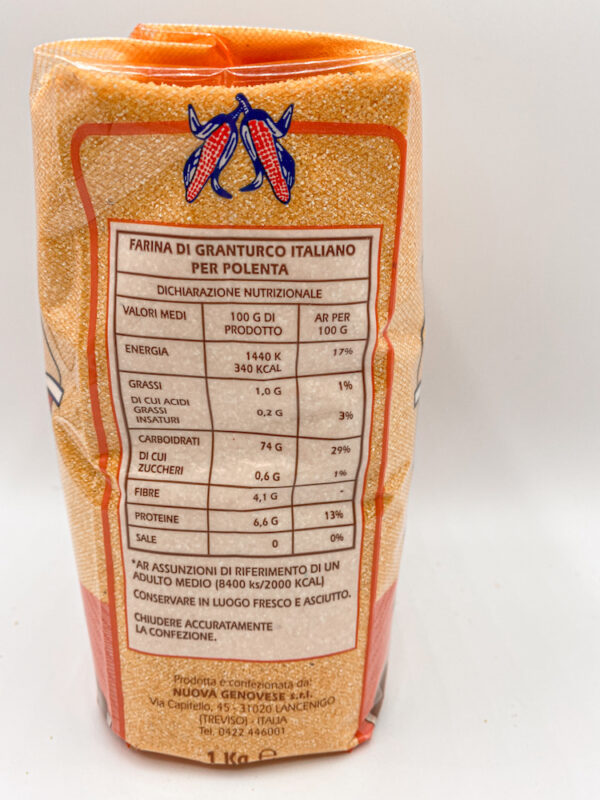 FARINA DI GRANTURCO ITALIANO
PER POLENTA
DICHIARAZIONE NUTRIZIONALE
VALORI MEDI 100 G DI PRODOTTO AR PER 100 G
ENERGIA 1440 K 17%
340 KCAL
GRASSI 1,0 G 1%
DI CUI ACIDI GRASSI INSATURI 0,2 G 3%
CARBOIDRATI 74 G 29%
DI CUI ZUCCHERI 0,6 G 1%
FIBRE 4,1 G -
PROTEINE 6,6 G 13%
SALE 0 0%
*AR ASSUNZIONI DI RIFERIMENTO DI UN
ADULTO MEDIO (8400 ks/2000 KCAL)
CONSERVARE IN LUOGO FRESCO E ASCIUTTO.
CHIUDERE ACCURATAMENTE
LA CONFEZIONE.
Prodotta e confezionata da:
NUOVA GENOVESE s.r.l.
Via Capitello, 45 - 31020 LANCENIGO
(TREVISO) - ITALIA
Tel. 0422 446001
1 Kg e